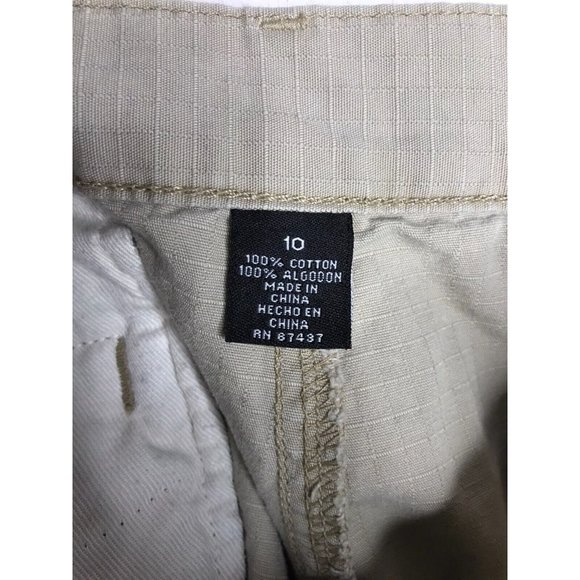 10
100% COTTON
100% ALGODON
MADE IN
CHINA
HECHO EN
CHINA
RN 87437